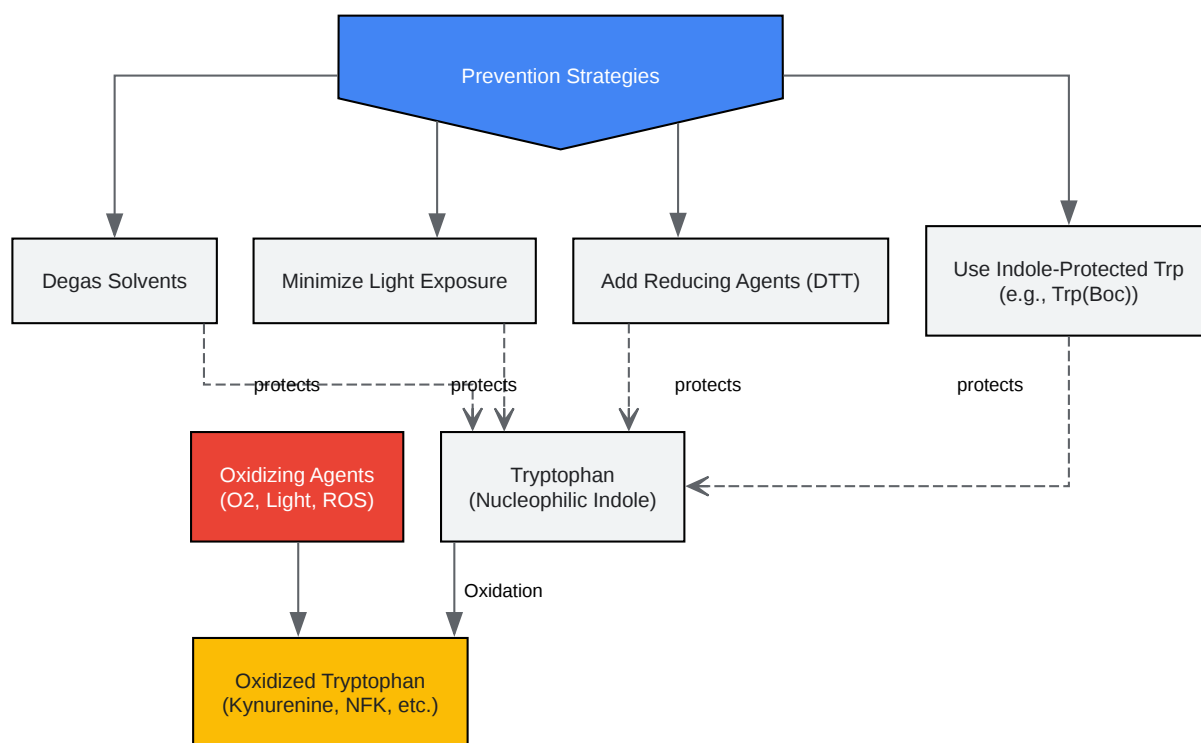 Prevention Strategies
Degas Solvents
Minimize Light Exposure
Add Reducing Agents (DTT)
Use Indole-Protected Trp
(e.g., Trp(Boc))
protects
protects
protects
protects
Oxidizing Agents
(O2, Light, ROS)
Tryptophan
(Nucleophilic Indole)
Oxidation
Oxidized Tryptophan
(Kynurenine, NFK, etc.)